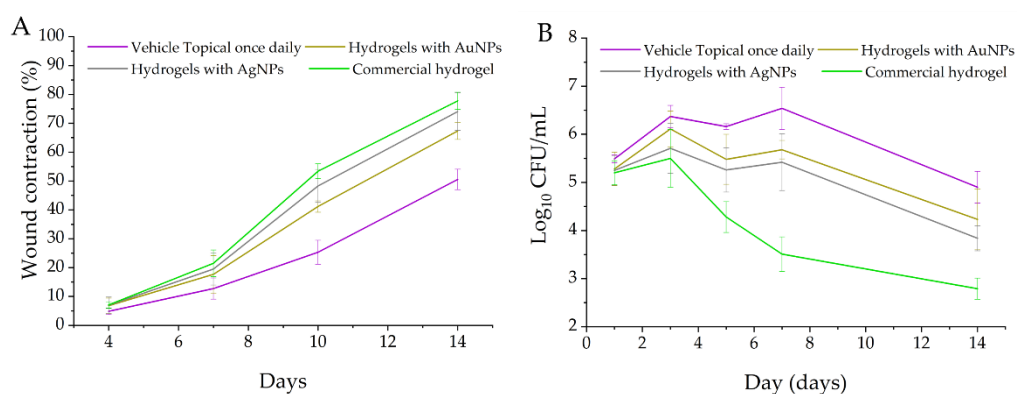 A
Vehicle Topical once daily
Hydrogels with AuNPs
Hydrogels with AgNPs
Commercial hydrogel
100
90
80
70
60
50
40
30
20
10
0
Wound contraction (%)
4 6 8 10 12 14
Days
B
Vehicle Topical once daily
Hydrogels with AuNPs
Hydrogels with AgNPs
Commercial hydrogel
7
6
5
4
3
2
Log₁₀ CFU/mL
0 2 4 6 8 10 12 14
Day (days)